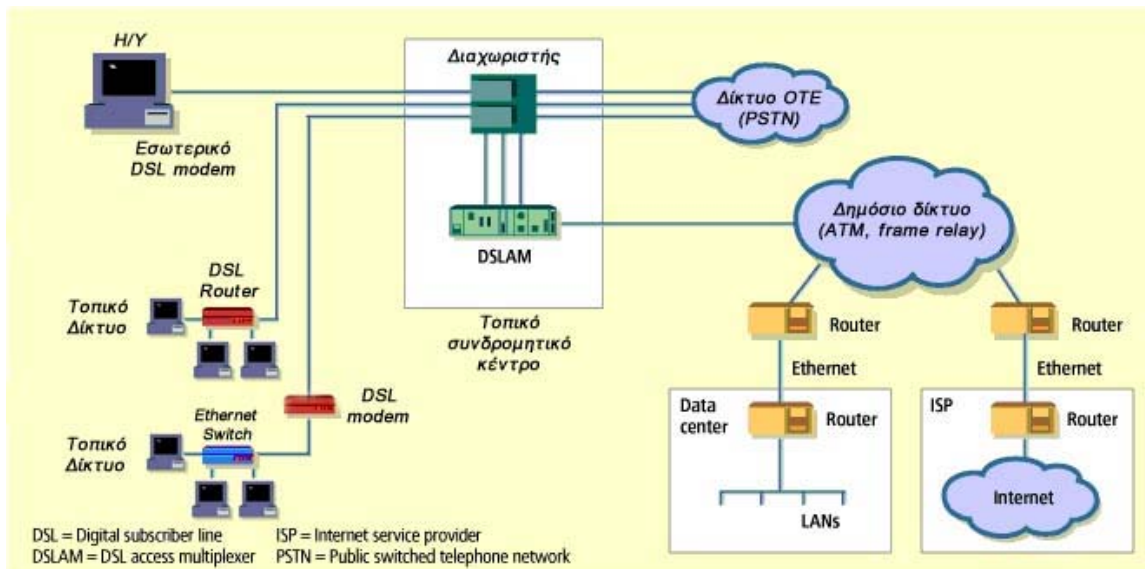 Η/Υ
Εσωτερικό
DSL modem
Διαχωριστής
DSLAM
Τοπικό
συνδρομητικό
κέντρο
Δίκτυο ΟΤΕ
(PSTN)
Δημόσιο δίκτυο
(ATM, frame relay)
DSL
Router
Τοπικό
Δίκτυο
DSL
modem
Ethernet
Switch
Τοπικό
Δίκτυο
Router
Router
Ethernet
Ethernet
Data
center
Router
LANs
ISP
Router
Internet
DSL = Digital subscriber line
ISP = Internet service provider
DSLAM = DSL access multiplexer
PSTN = Public switched telephone network